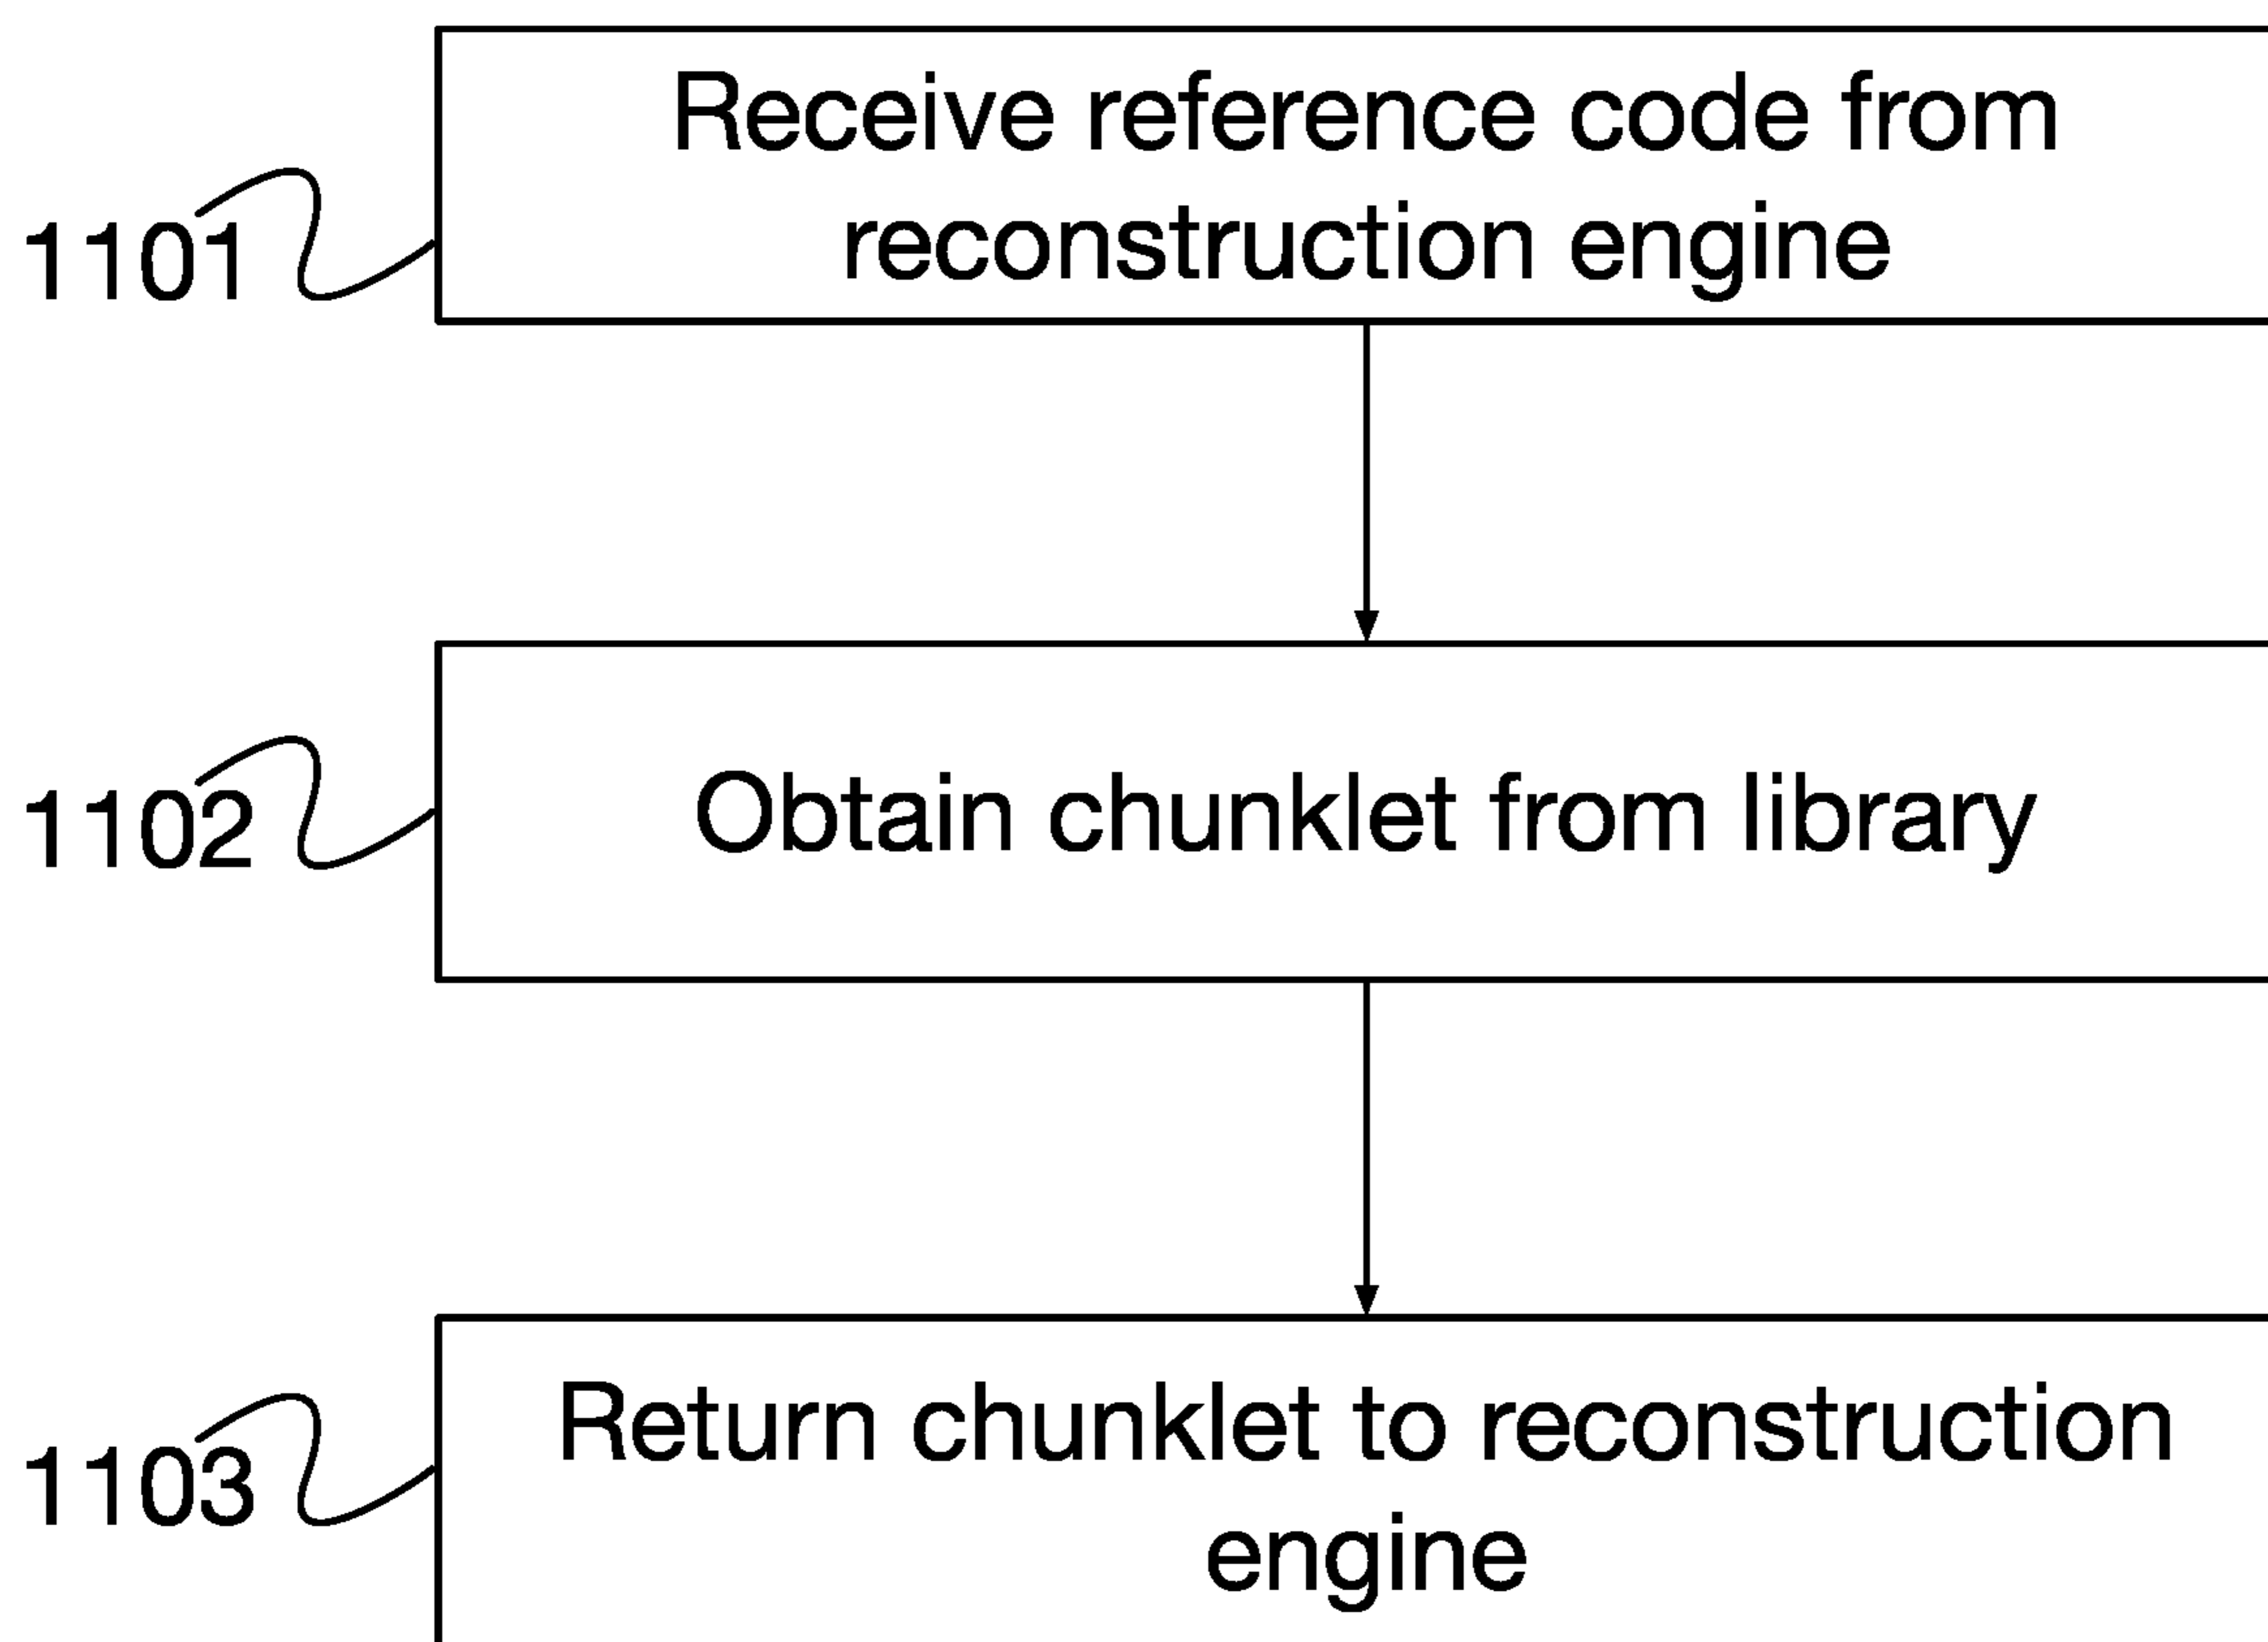 Receive reference code from
reconstruction engine
1101
Obtain chunklet from library
1102
Return chunklet to reconstruction
engine
1103